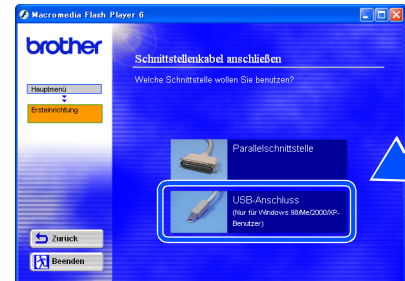 Macromedia Flash Player 6
brother
Schnittstellenkabel anschließen
Welche Schnittstelle wollen Sie benutzen?
Hauptmenü
Ersteinrichtung
Parallelschnittstelle
USB-Anschluss
(Nur für Windows 98/Me/2000/XP-
Benutzer)
Zurück
Beenden